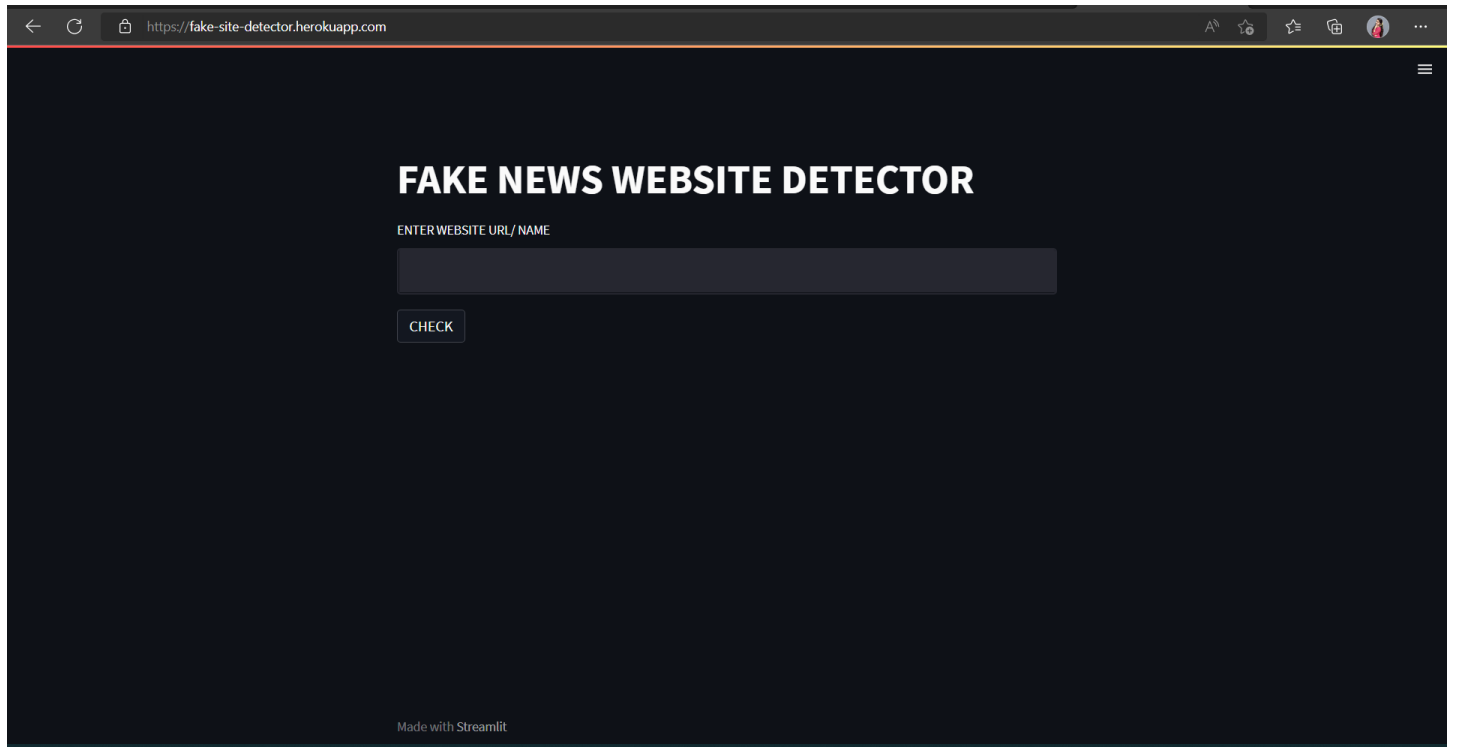 https://fake-site-detector.herokuapp.com
FAKE NEWS WEBSITE DETECTOR
ENTER WEBSITE URL/ NAME
CHECK
Made with Streamlit